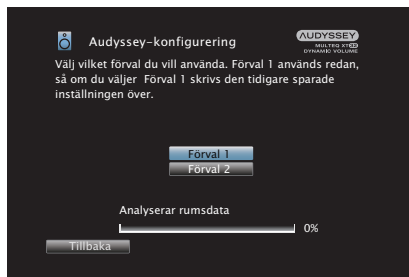 Audyssey-konfigurering
AUDYSSEY
MULTEQ XT32
DYNAMIC VOLUME
Välj vilket förval du vill använda. Förval 1 används redan,
så om du väljer  Förval 1 skrivs den tidigare sparade
inställningen över.
Förval 1
Förval 2
Analyserar rumsdata
0%
Tillbaka